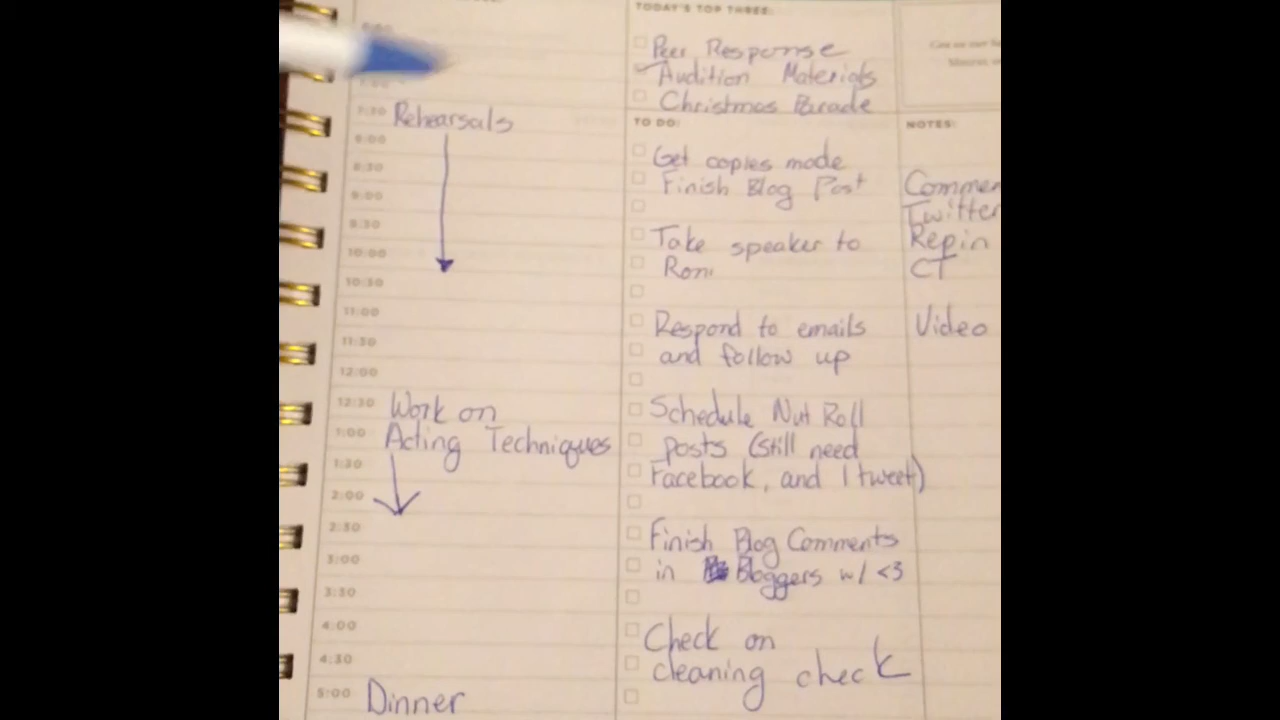 TODAY'S TOP THREE:
Peer Response
Audition Materials
Christmas Parade
7:30 Rehearsals
8:00
8:30
9:00
9:30
10:00
10:30
11:00
11:30
12:00
12:30 Work on
1:00 Acting Techniques
1:30
2:00
2:30
3:00
3:30
4:00
4:30
5:00 Dinner
TO DO:
Get copies made
Finish Blog Post
Take speaker to
Roni
Respond to emails
and follow up
Schedule Nut Roll
posts (still need
Facebook, and 1 tweet)
Finish Blog Comments
in Bloggers w/ <3
Check on
cleaning check
NOTES:
Commen
Twitter
Repin
CT
Video